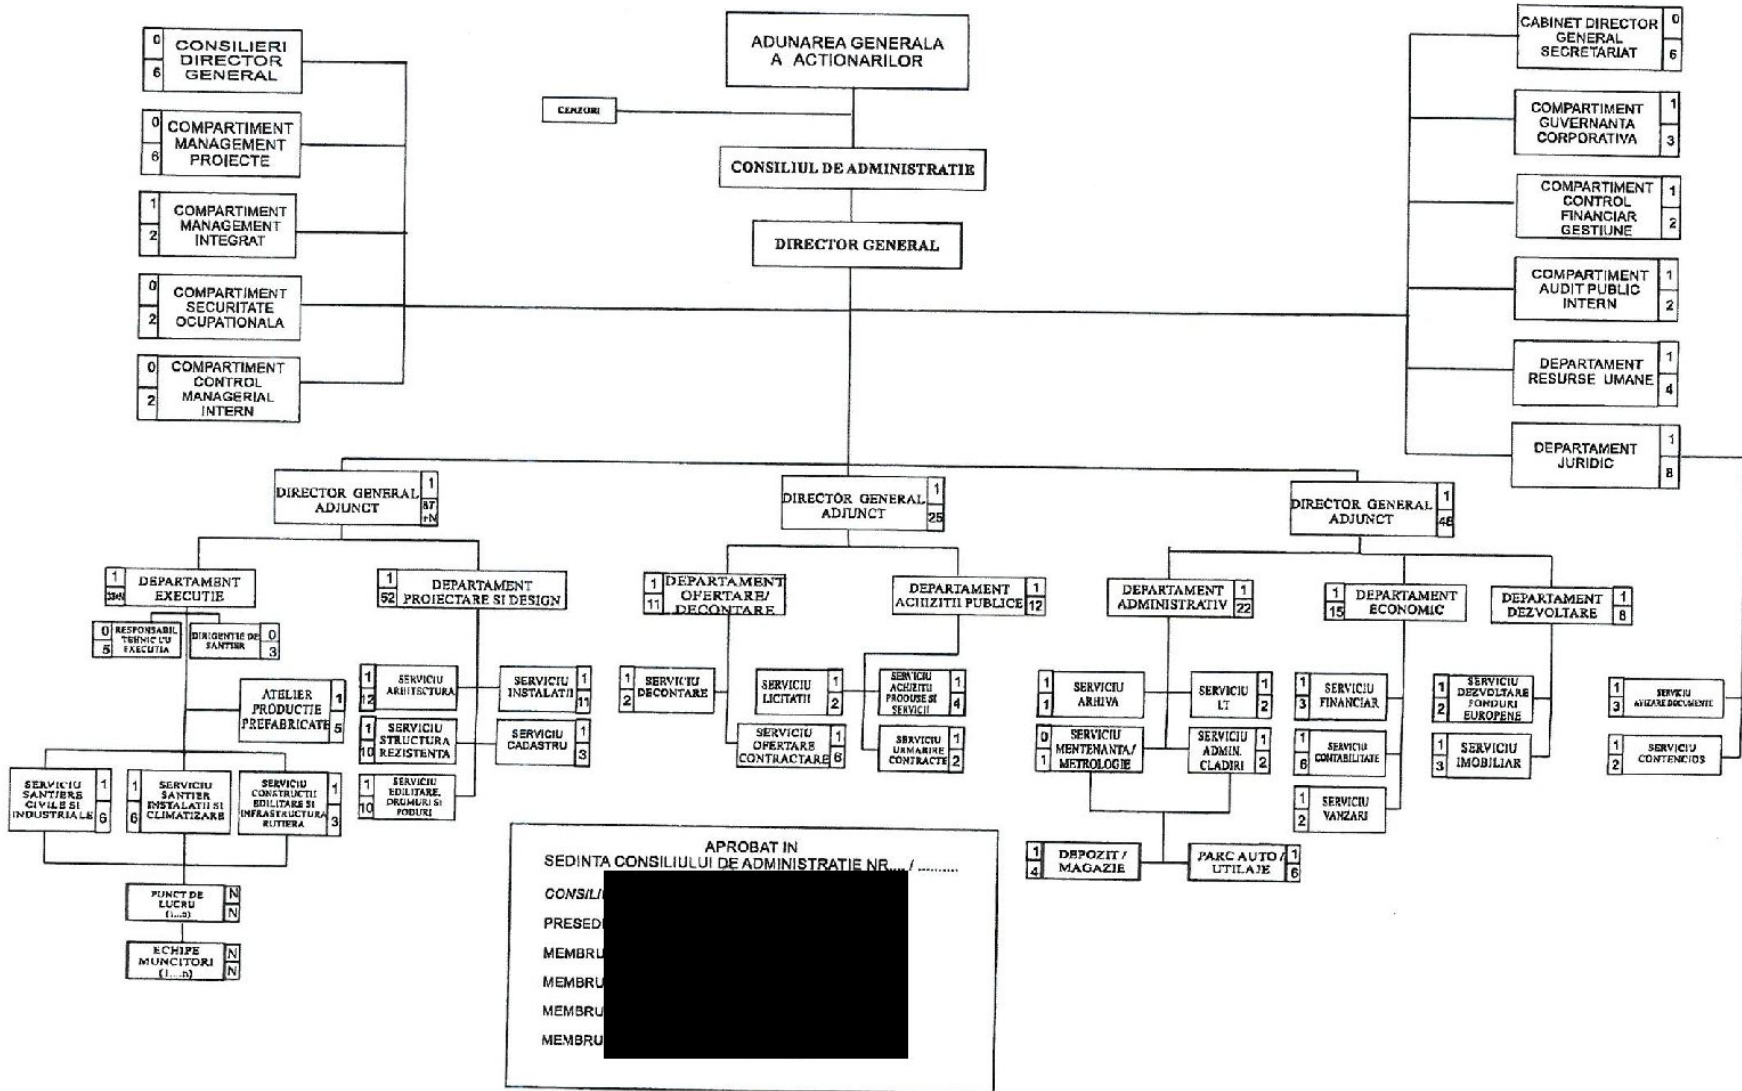 0
6
CONSILIERI
DIRECTOR
GENERAL
0
6
COMPARTIMENT
MANAGEMENT
PROIECTE
1
2
COMPARTIMENT
MANAGEMENT
INTEGRAT
0
2
COMPARTIMENT
SECURITATE
OCUPATIONALA
0
2
COMPARTIMENT
CONTROL
MANAGERIAL
INTERN
ADUNAREA GENERALA
A ACTIONARILOR
CENZORI
CONSILIUL DE ADMINISTRATIE
DIRECTOR GENERAL
CABINET DIRECTOR
GENERAL
SECRETARIAT
0
6
COMPARTIMENT
GUVERNANTA
CORPORATIVA
1
3
COMPARTIMENT
CONTROL
FINANCIAR
GESTIUNE
1
2
COMPARTIMENT
AUDIT PUBLIC
INTERN
1
2
DEPARTAMENT
RESURSE UMANE
1
4
DEPARTAMENT
JURIDIC
1
8
DIRECTOR GENERAL
ADJUNCT
1
87
+N
DIRECTOR GENERAL
ADJUNCT
1
25
DIRECTOR GENERAL
ADJUNCT
1
48
1
DEPARTAMENT
EXECUTIE
1
52
DEPARTAMENT
PROIECTARE SI DESIGN
1
11
DEPARTAMENT
OFERTARE/
DECONTARE
DEPARTAMENT
ACHIZITII PUBLICE
1
12
DEPARTAMENT
ADMINISTRATIV
1
22
1
15
DEPARTAMENT
ECONOMIC
DEPARTAMENT
DEZVOLTARE
1
8
0
5
RESPONSABIL
TEHNIC CU
EXECUTIA
DIRIGENTIE DE
SANTIER
0
3
ATELIER
PRODUCTIE
PREFABRICATE
1
5
1
12
SERVICIU
ARHITECTURA
SERVICIU
INSTALATII
1
11
1
10
SERVICIU
STRUCTURA
REZISTENTA
SERVICIU
CADASTRU
1
3
1
10
SERVICIU
EDILITARE,
DRUMURI SI
PODURI
1
2
SERVICIU
DECONTARE
SERVICIU
LICITATII
1
2
SERVICIU
ACHIZITII
PRODUSE SI
SERVICII
1
4
SERVICIU
OFERTARE
CONTRACTARE
1
6
SERVICIU
URMARIRE
CONTRACTE
1
2
1
1
SERVICIU
ARHIVA
SERVICIU
I.T
1
2
0
1
SERVICIU
MENTENANTA/
METROLOGIE
SERVICIU
ADMIN.
CLADIRI
1
2
1
3
SERVICIU
FINANCIAR
1
6
SERVICIU
CONTABILITATE
1
2
SERVICIU
VANZARI
1
2
SERVICIU
DEZVOLTARE
FONDURI
EUROPENE
1
3
SERVICIU
IMOBILIAR
1
3
SERVICIU
AVIZARE DOCUMENTE
1
2
SERVICIU
CONTENCIOS
SERVICIU
SANTIERE
CIVILE SI
INDUSTRIALE
1
6
1
6
SERVICIU
SANTIER
INSTALATII SI
CLIMATIZARE
SERVICIU
CONSTRUCTII
EDILITARE SI
INFRASTRUCTURA
RUTIERA
1
3
1
4
DEPOZIT /
MAGAZIE
PARC AUTO /
UTILAJE
1
6
PUNCT DE
LUCRU
(1...n)
N
N
ECHIPE
MUNCITORI
(1....n)
N
N
APROBAT IN
SEDINTA CONSILIULUI DE ADMINISTRATIE NR..... / ..........
CONSILI
PRESEDI
MEMBRU
MEMBRU
MEMBRU
MEMBRU